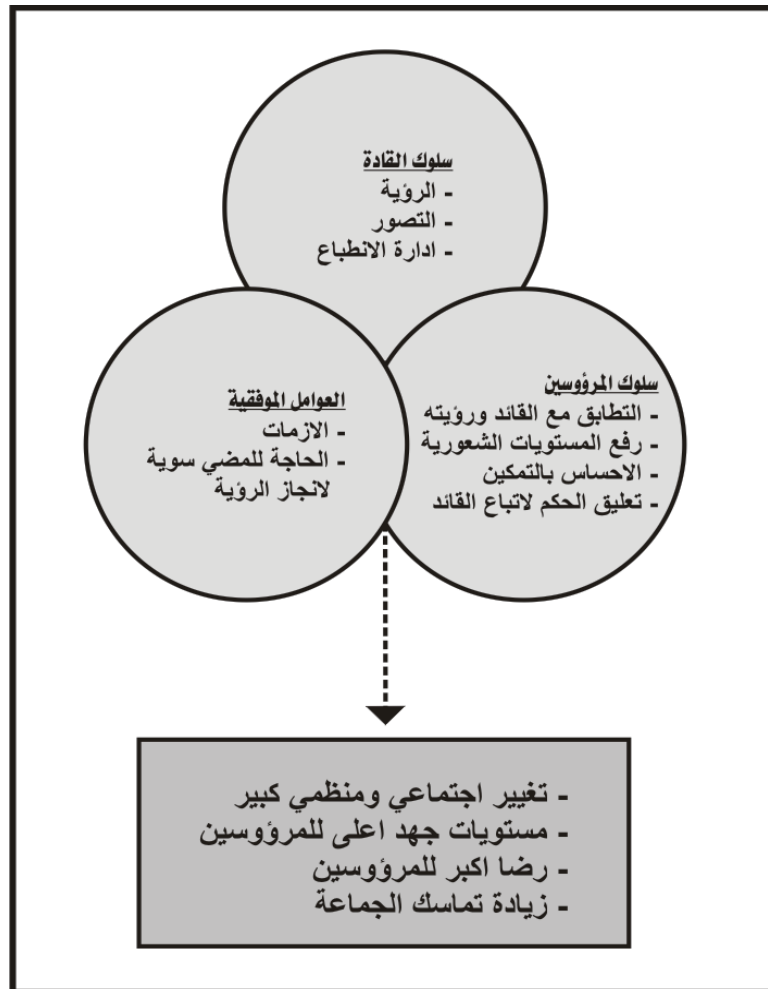 سلوك القادة
- الرؤية
- التصور
- ادارة الانطباع
سلوك المرؤوسين
- التطابق مع القائد ورؤيته
- رفع المستويات الشعورية
- الاحساس بالتمكين
- تعليق الحكم لاتباع القائد
العوامل الموفقية
- الازمات
- الحاجة للمضي سوية
لانجاز الرؤية
- تغيير اجتماعي ومنظمي كبير
- مستويات جهد اعلى للمرؤوسين
- رضا اكبر للمرؤوسين
- زيادة تماسك الجماعة